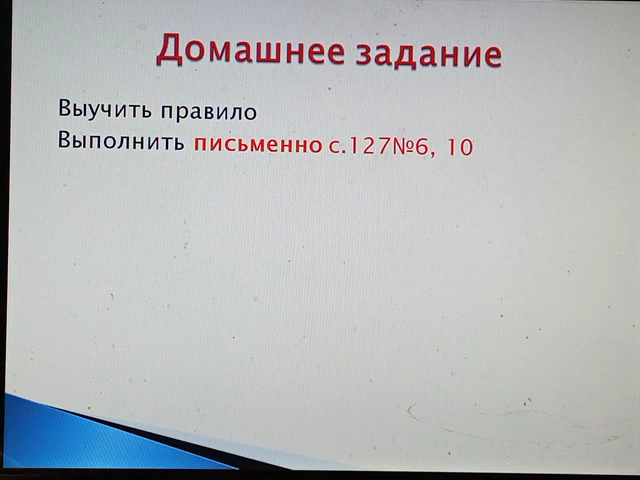 Домашнее задание
Выучить правило
Выполнить письменно с.127№6, 10